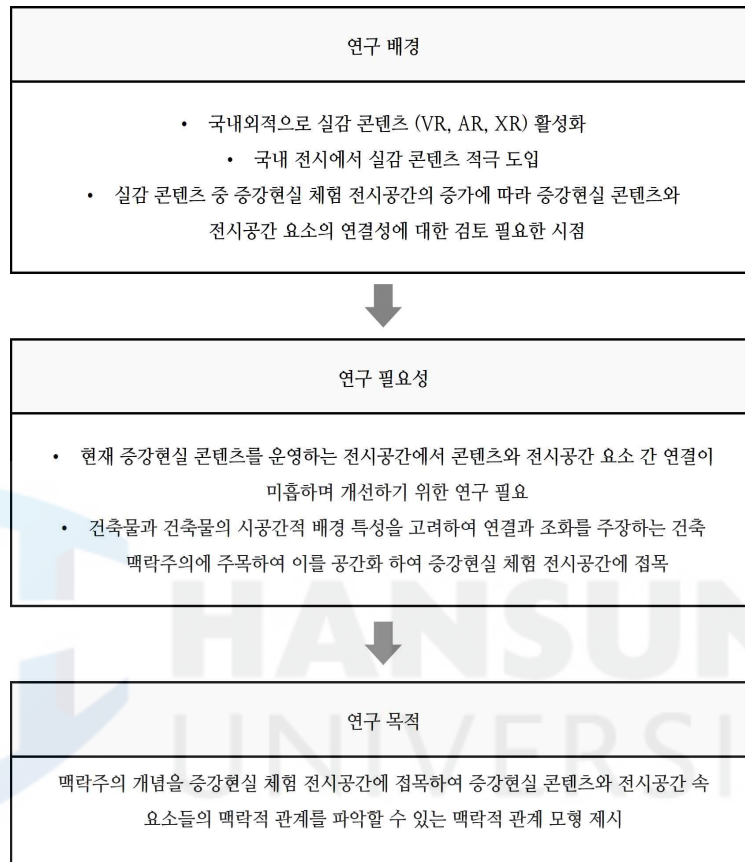 연구 배경
• 국내외적으로 실감 콘텐츠 (VR, AR, XR) 활성화
• 국내 전시에서 실감 콘텐츠 적극 도입
• 실감 콘텐츠 중 증강현실 체험 전시공간의 증가에 따라 증강현실 콘텐츠와
전시공간 요소의 연결성에 대한 검토 필요한 시점
연구 필요성
• 현재 증강현실 콘텐츠를 운영하는 전시공간에서 콘텐츠와 전시공간 요소 간 연결이
미흡하며 개선하기 위한 연구 필요
• 건축물과 건축물의 시공간적 배경 특성을 고려하여 연결과 조화를 주장하는 건축
맥락주의에 주목하여 이를 공간화 하여 증강현실 체험 전시공간에 접목
HANSUN
UNIVERSI
연구 목적
맥락주의 개념을 증강현실 체험 전시공간에 접목하여 증강현실 콘텐츠와 전시공간 속
요소들의 맥락적 관계를 파악할 수 있는 맥락적 관계 모형 제시